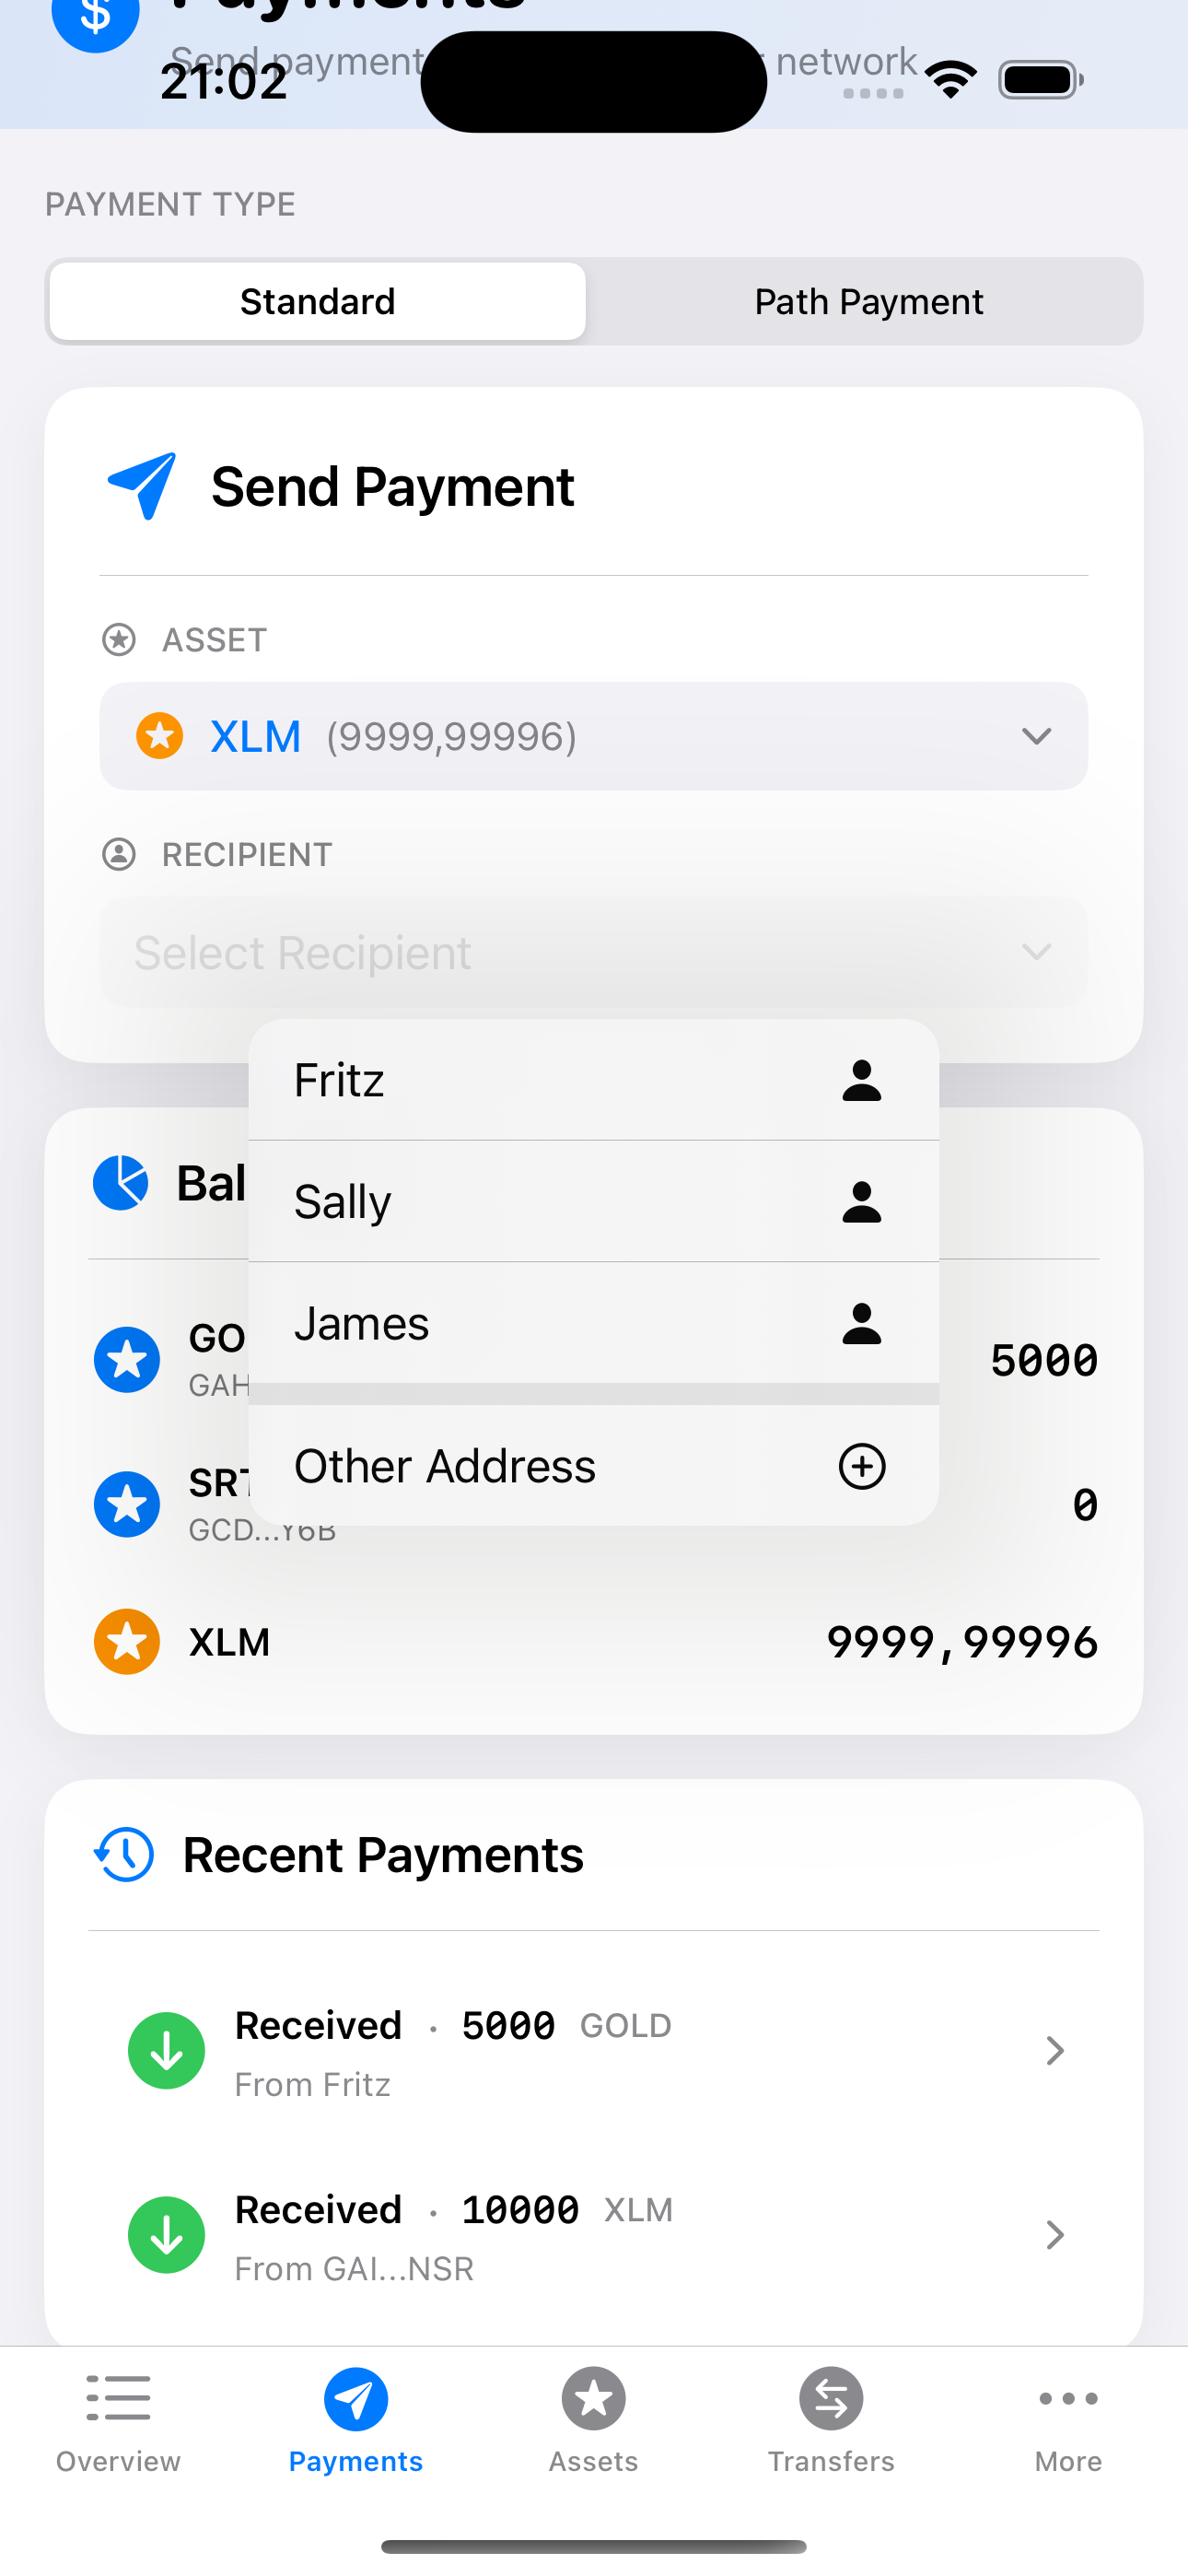 Payments
Send payment
network
21:02
PAYMENT TYPE
Standard
Path Payment
Send Payment
ASSET
XLM (9999,99996)
RECIPIENT
Select Recipient
Fritz
Sally
James
Other Address
Bal
GO
GAH
5000
SRT
GCD...Y6B
0
XLM
9999,99996
Recent Payments
Received · 5000 GOLD
From Fritz
Received · 10000 XLM
From GAI...NSR
Overview
Payments
Assets
Transfers
More